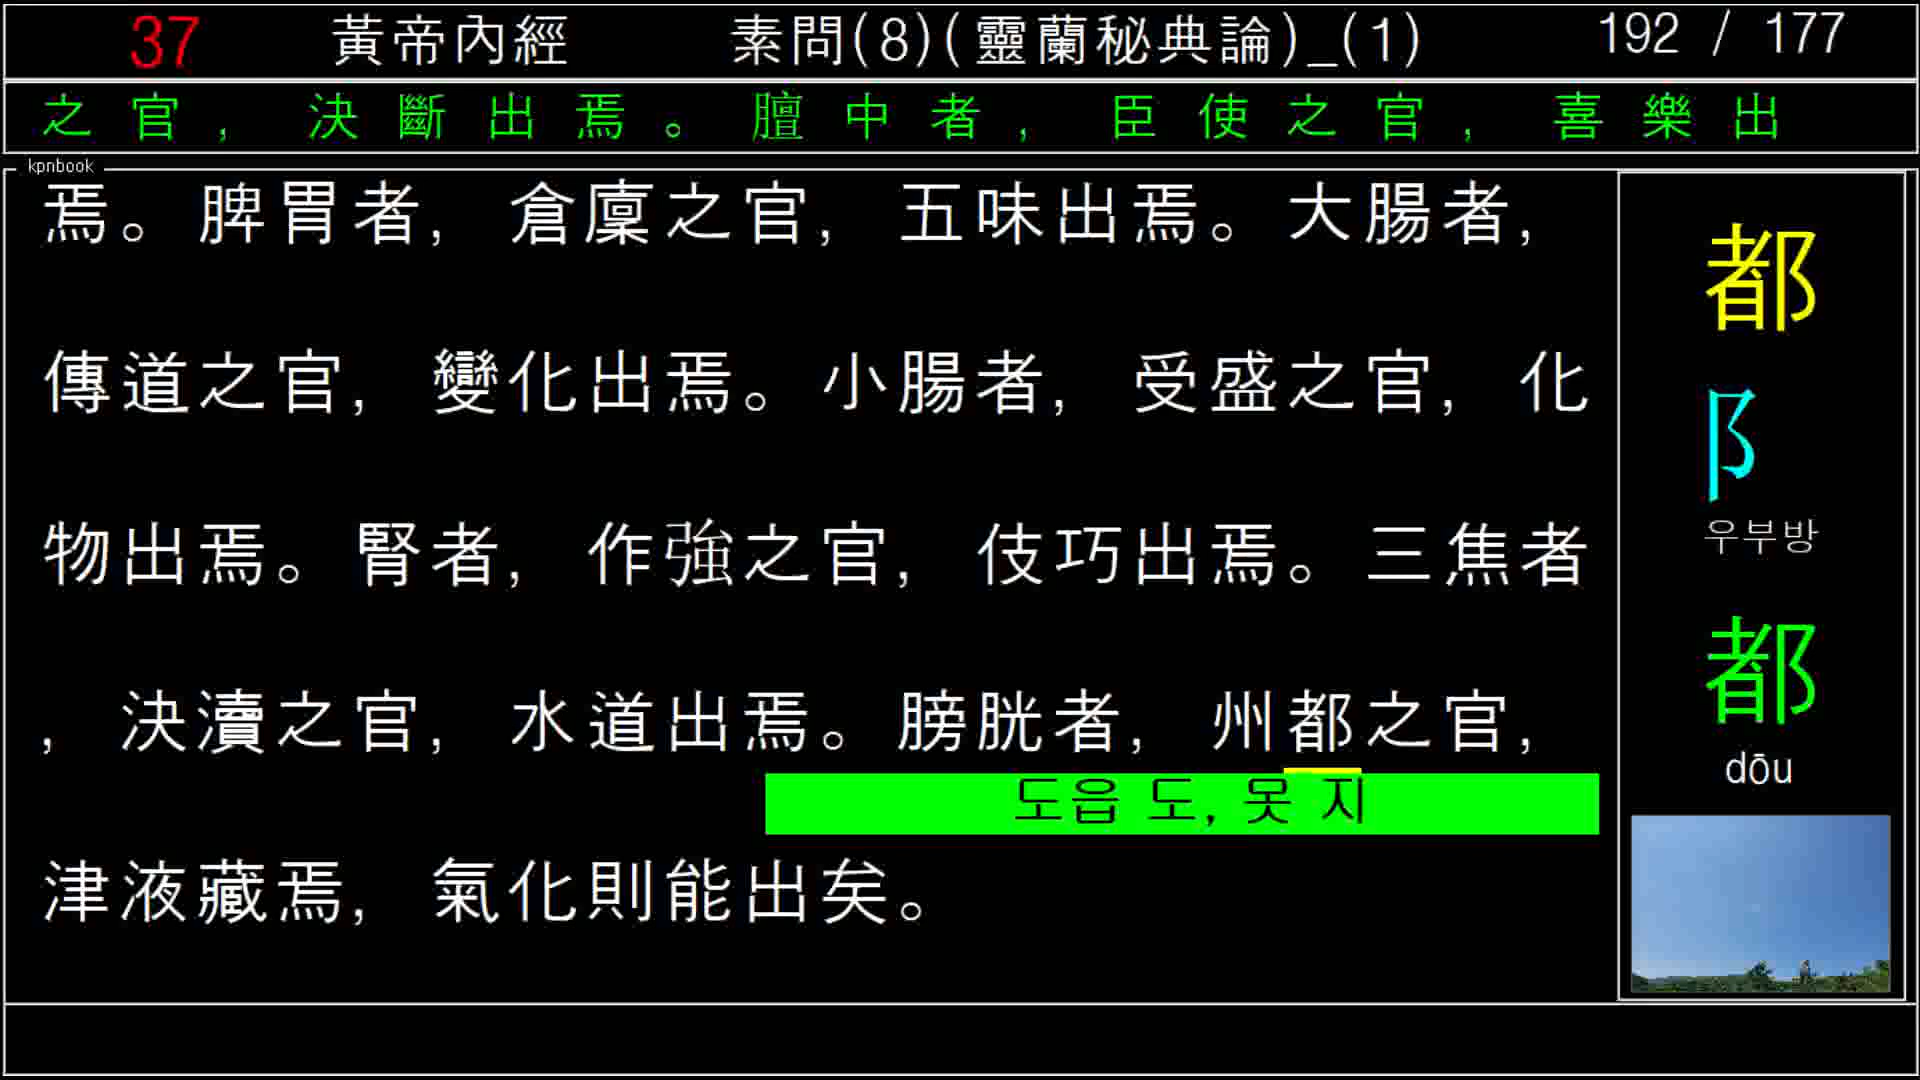 37 黃帝內經 素問(8)(靈蘭秘典論)_(1) 192 / 177
之官, 決斷出焉。膻中者, 臣使之官, 喜樂出
kpnbook
焉。脾胃者, 倉廩之官, 五味出焉。大腸者,
傳道之官, 變化出焉。小腸者, 受盛之官, 化
物出焉。腎者, 作強之官, 伎巧出焉。三焦者
, 決瀆之官, 水道出焉。膀胱者, 州都之官,
도읍 도, 못 지
津液藏焉, 氣化則能出矣。
都
阝
우부방
都
dōu